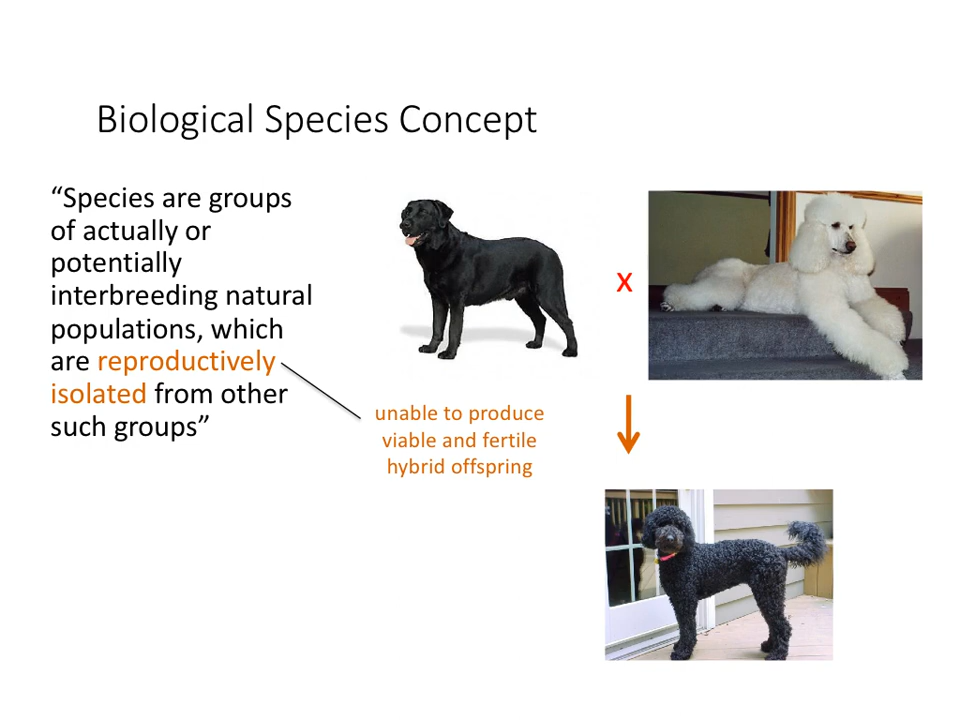 Biological Species Concept
“Species are groups
of actually or
potentially
interbreeding natural
populations, which
are reproductively
isolated from other
such groups”
x
unable to produce
viable and fertile
hybrid offspring